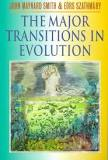 JOHN MAYNARD SMITH & EÖRS SZATHMÁRY
THE MAJOR
TRANSITIONS IN
EVOLUTION